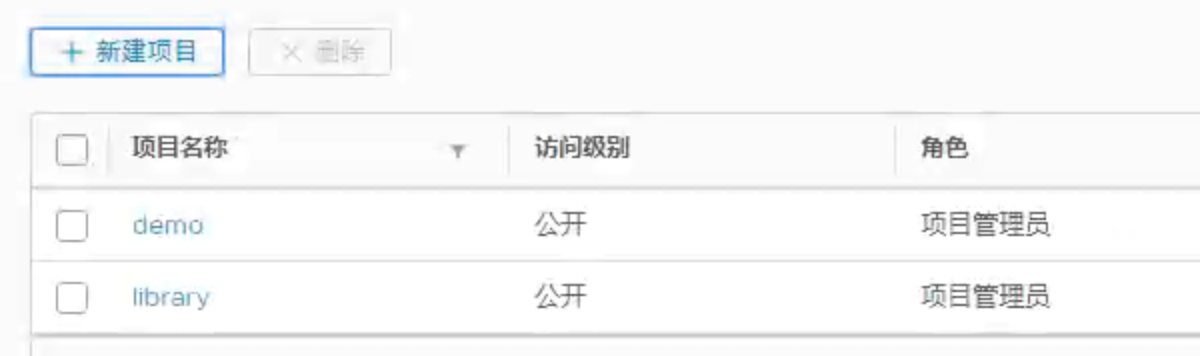 + 新建项目 × 删除
项目名称 访问级别 角色
demo 公开 项目管理员
library 公开 项目管理员